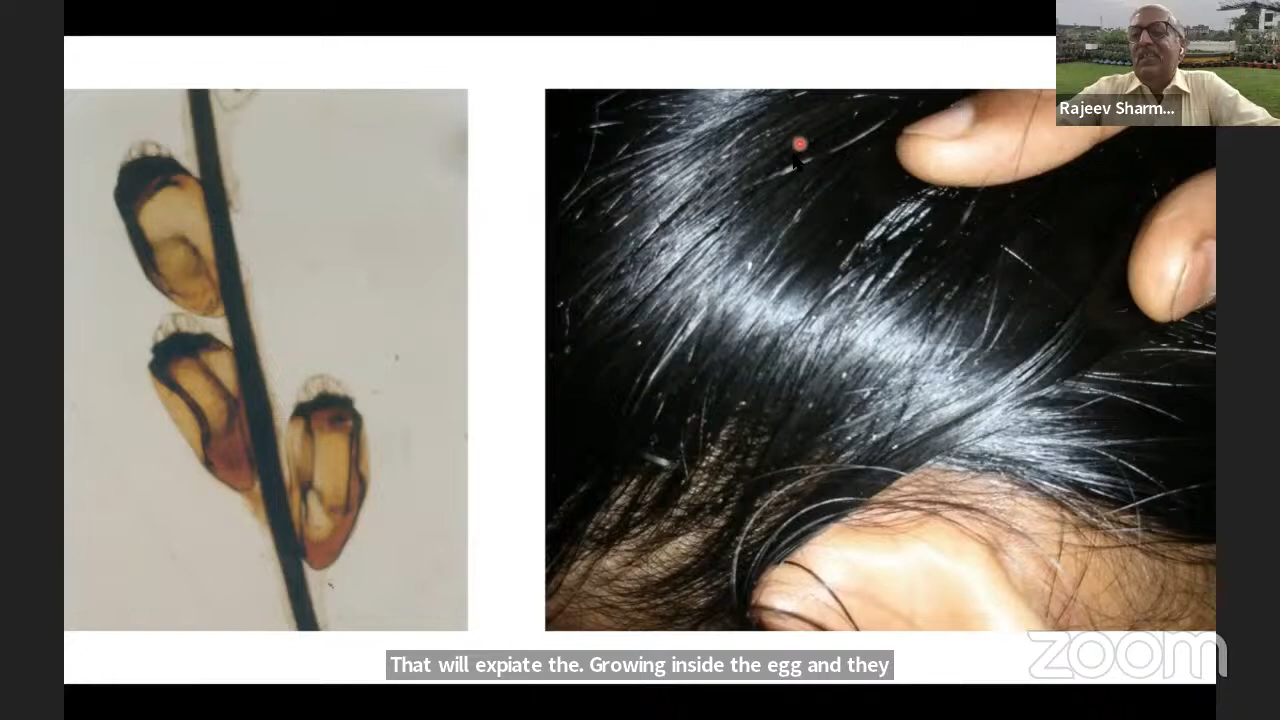 Rajeev Sharm...
That will expiate the. Growing inside the egg and they
zoom